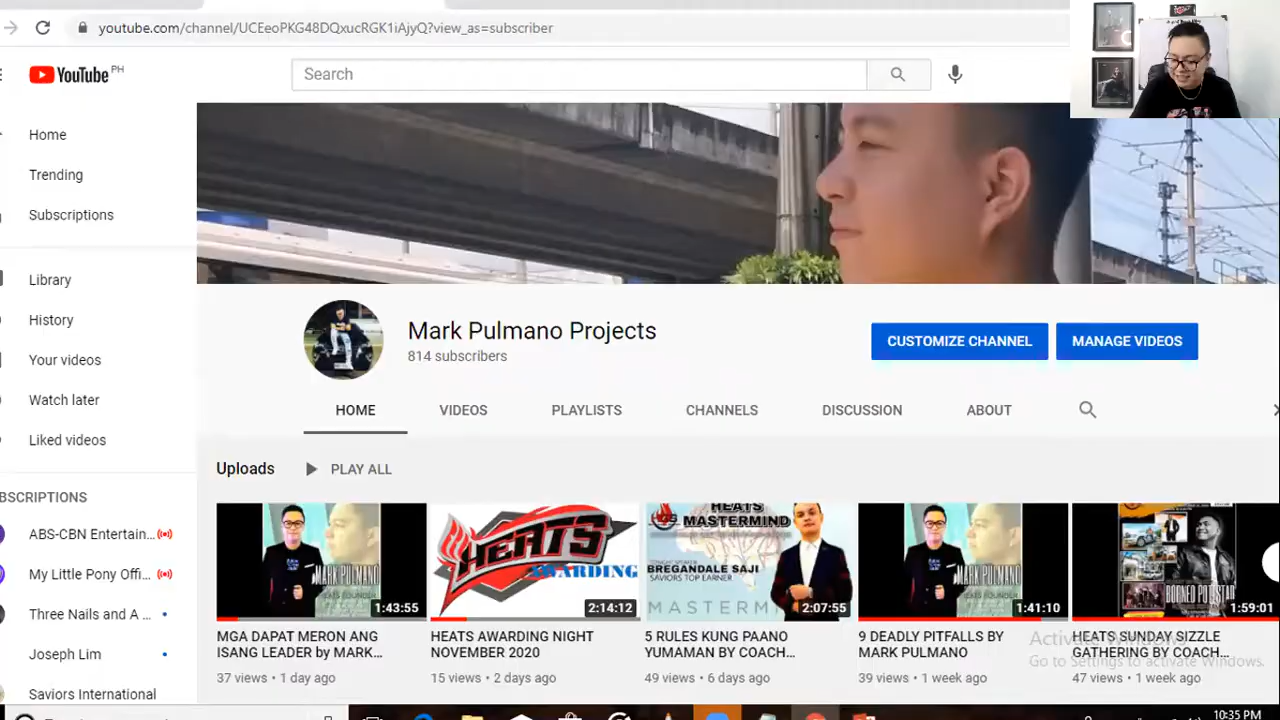 youtube.com/channel/UCEeoPKG48DQxucRGK1iAjyQ?view_as=subscriber
YouTube PH
Search
Home
Trending
Subscriptions
Library
History
Your videos
Watch later
Liked videos
BSCRIPTIONS
ABS-CBN Entertain...
My Little Pony Offi...
Three Nails and A ...
Joseph Lim
Saviors International
Mark Pulmano Projects
814 subscribers
CUSTOMIZE CHANNEL
MANAGE VIDEOS
HOME
VIDEOS
PLAYLISTS
CHANNELS
DISCUSSION
ABOUT
Uploads
PLAY ALL
MARK PULMANO
HEATS FOUNDER
1:43:55
MGA DAPAT MERON ANG
ISANG LEADER by MARK...
37 views • 1 day ago
HEATS
AWARDING
2:14:12
HEATS AWARDING NIGHT
NOVEMBER 2020
15 views • 2 days ago
HEATS
MASTERMIND
BREGANDALE SAJI
SAVIORS TOP EARNER
MASTERM
2:07:55
5 RULES KUNG PAANO
YUMAMAN BY COACH...
49 views • 6 days ago
MARK PULMANO
HEATS FOUNDER
1:41:10
9 DEADLY PITFALLS BY
MARK PULMANO
39 views • 1 week ago
1:59:01
HEATS SUNDAY SIZZLE
GATHERING BY COACH...
47 views • 1 week ago
Activate Windows
Go to Settings to activate Windows.
10:35 PM